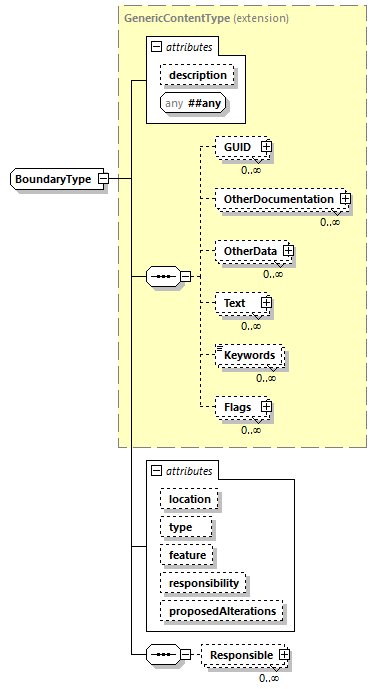 GenericContentType (extension)
attributes
description
any ##any
BoundaryType
GUID
0..∞
OtherDocumentation
0..∞
OtherData
0..∞
Text
0..∞
Keywords
0..∞
Flags
0..∞
attributes
location
type
feature
responsibility
proposedAlterations
Responsible
0..∞